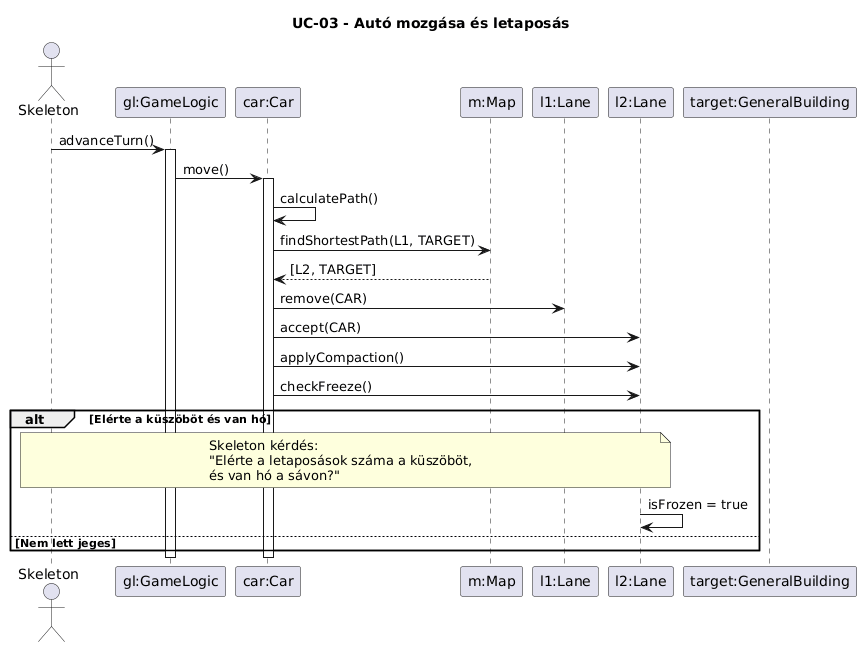 UC-03 - Autó mozgása és letaposás
Skeleton
gl:GameLogic
car:Car
m:Map
l1:Lane
l2:Lane
target:GeneralBuilding
advanceTurn()
move()
calculatePath()
findShortestPath(L1, TARGET)
[L2, TARGET]
remove(CAR)
accept(CAR)
applyCompaction()
checkFreeze()
alt
[Elérte a küszöböt és van hó]
Skeleton kérdés:
"Elérte a letaposások száma a küszöböt,
és van hó a sávon?"
isFrozen = true
[Nem lett jeges]
Skeleton
gl:GameLogic
car:Car
m:Map
l1:Lane
l2:Lane
target:GeneralBuilding